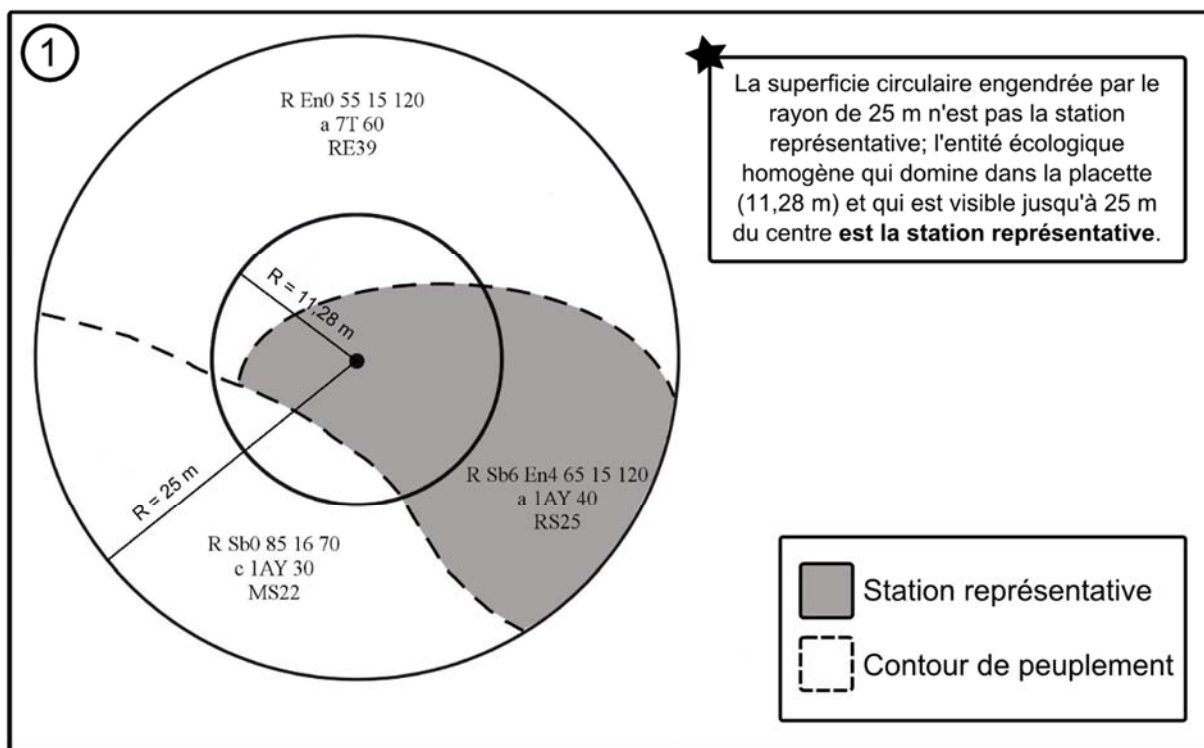 1
R En0 55 15 120
a 7T 60
RE39
La superficie circulaire engendrée par le
rayon de 25 m n'est pas la station
représentative; l'entité écologique
homogène qui domine dans la placette
(11,28 m) et qui est visible jusqu'à 25 m
du centre est la station représentative.
R = 11,28 m
R = 25 m
R Sb6 En4 65 15 120
a 1AY 40
RS25
R Sb0 85 16 70
c 1AY 30
MS22
Station représentative
Contour de peuplement